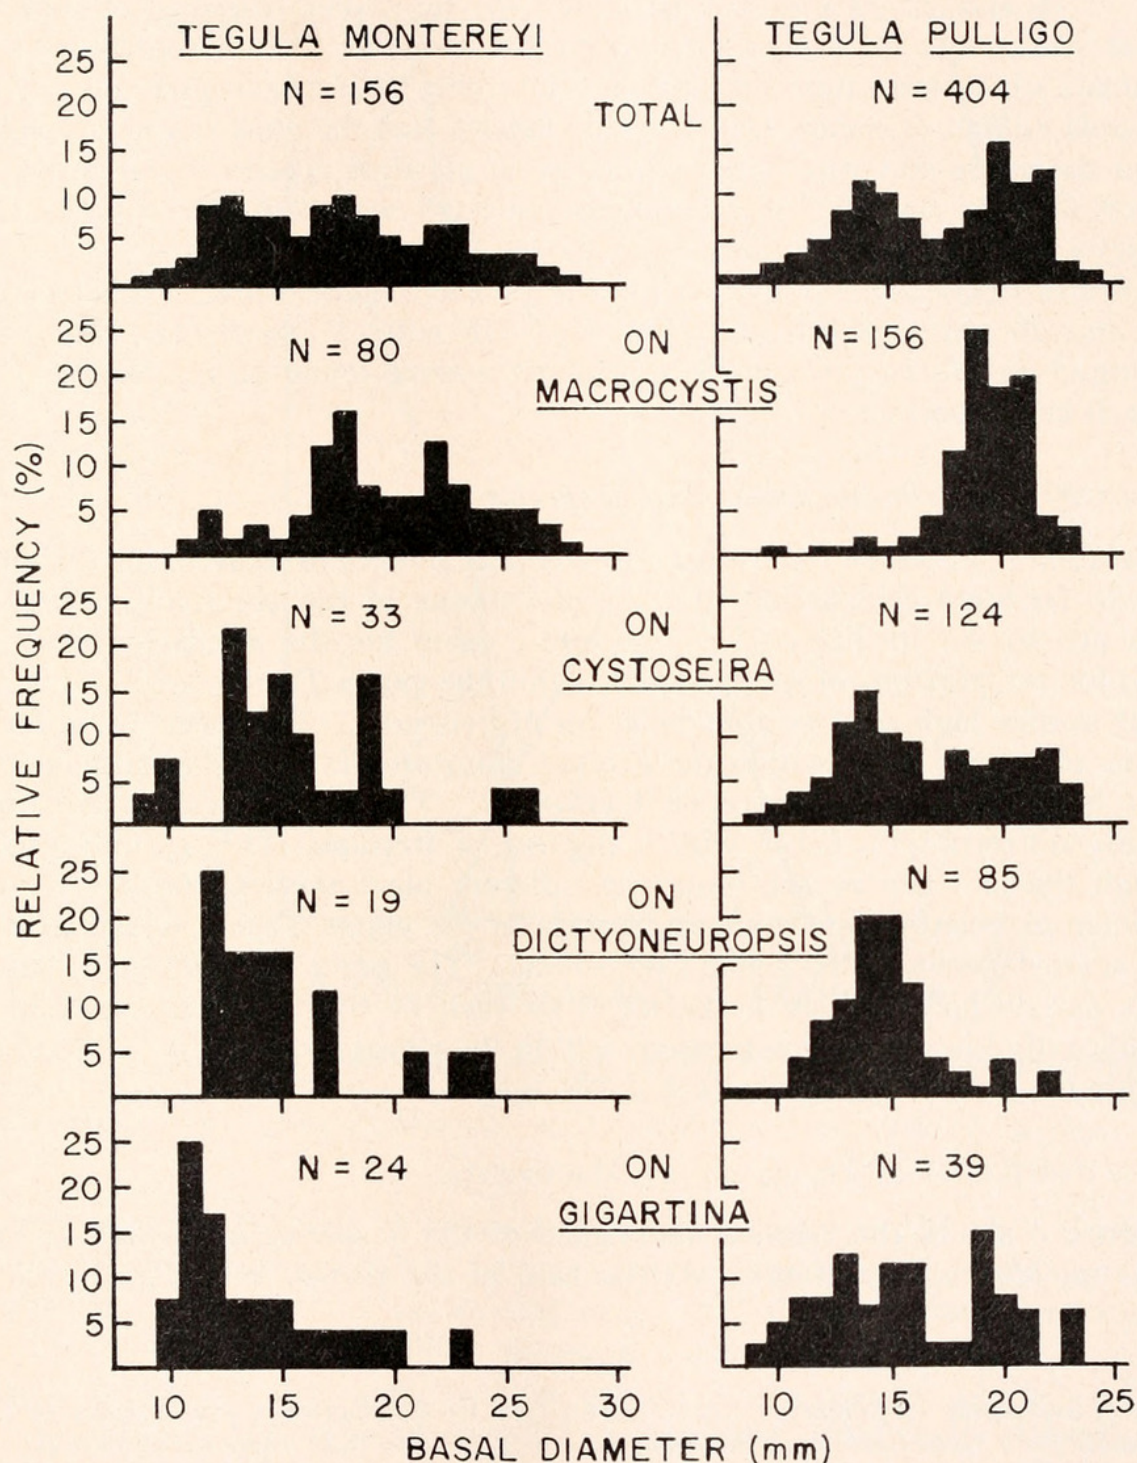 TEGULA MONTEREYI
TEGULA PULLIGO
25
20
15
10
5
N = 156
TOTAL
N = 404
25
20
15
10
5
N = 80
ON
MACROCYSTIS
N = 156
RELATIVE FREQUENCY (%)
25
20
15
10
5
N = 33
ON
CYSTOSEIRA
N = 124
25
20
15
10
5
N = 19
ON
DICTYONEUROPSIS
N = 85
25
20
15
10
5
N = 24
ON
GIGARTINA
N = 39
10 15 20 25 30
10 15 20 25
BASAL DIAMETER (mm)